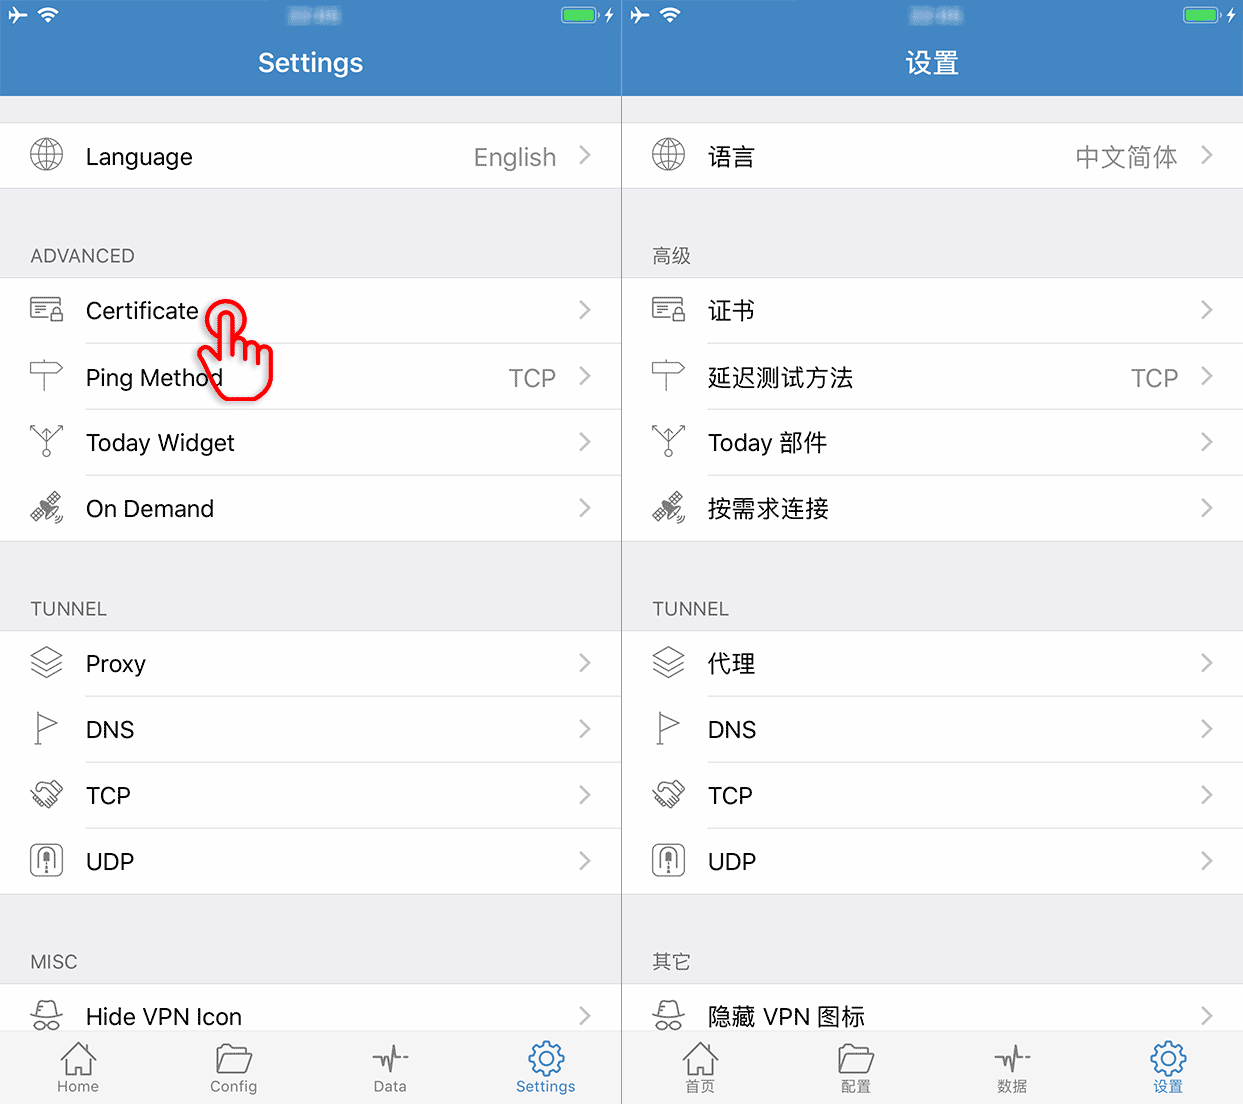 Settings
Language English
ADVANCED
Certificate
Ping Method TCP
Today Widget
On Demand
TUNNEL
Proxy
DNS
TCP
UDP
MISC
Hide VPN Icon
Home Config Data Settings
设置
语言 中文简体
高级
证书
延迟测试方法 TCP
Today 部件
按需求连接
TUNNEL
代理
DNS
TCP
UDP
其它
隐藏 VPN 图标
首页 配置 数据 设置